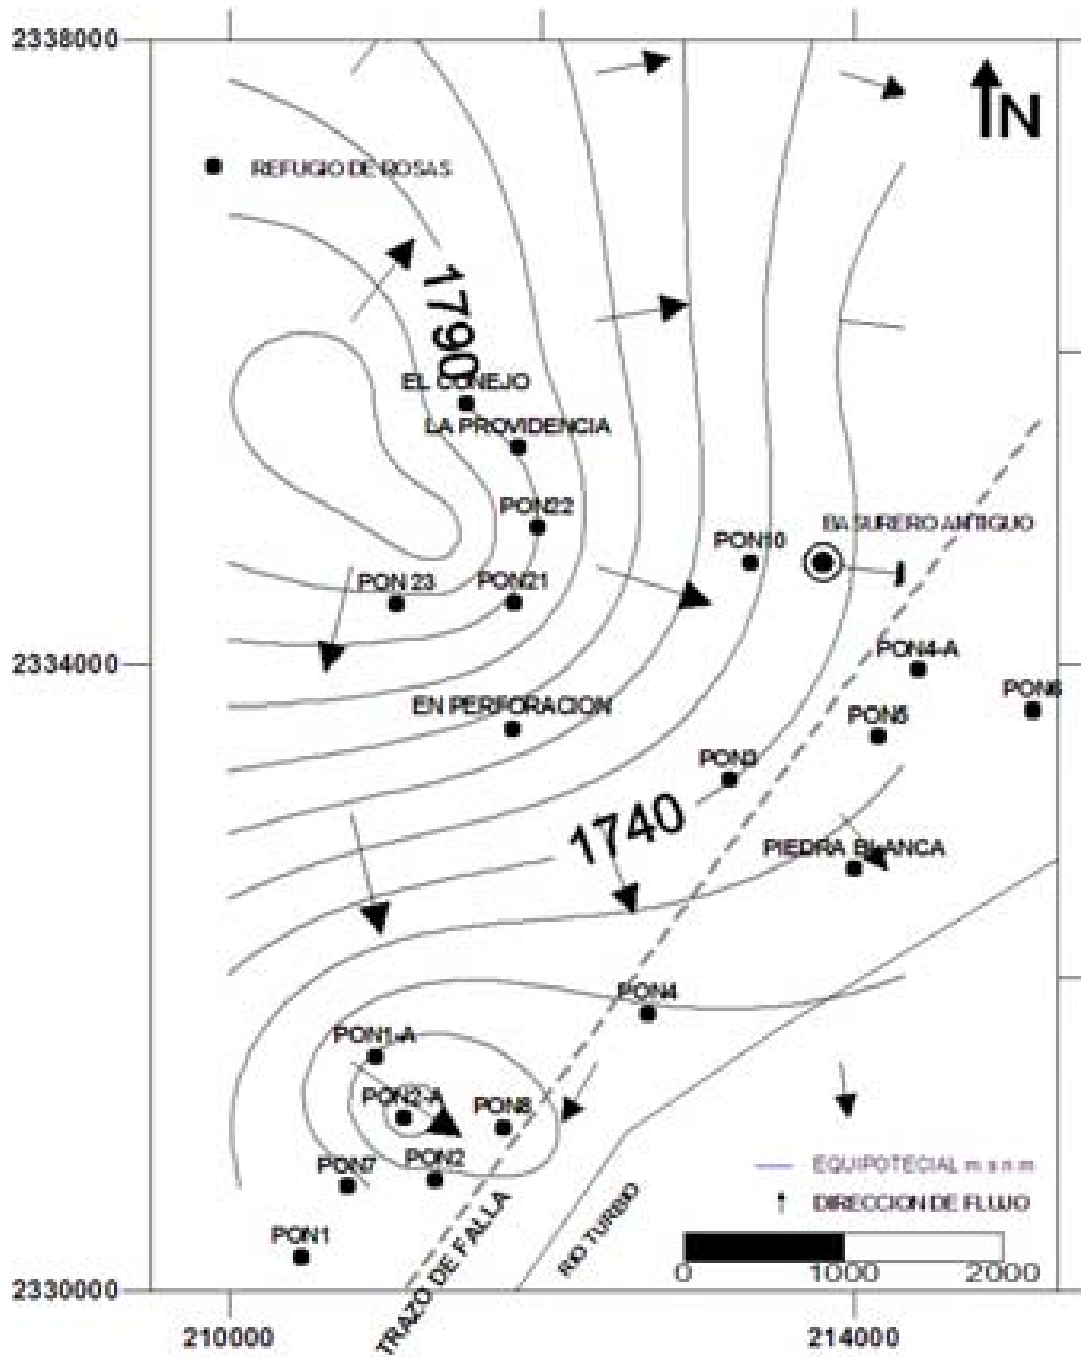 2338000
N
REFUGIO DE ROSAS
1790
EL CONEJO
LA PROVIDENCIA
PON22
BASURERO ANTIGUO
PON10
PON 23
PON21
2334000
PON4-A
PON6
EN PERFORACION
PON5
PON3
1740
PIEDRA BLANCA
PON4
PON1-A
PON2-A
PON8
PON7
PON2
EQUIPOTECIAL m s n m
DIRECCION DE FLUJO
PON1
TRAZO DE FALLA
RIO TURBIO
0 1000 2000
2330000
210000
214000